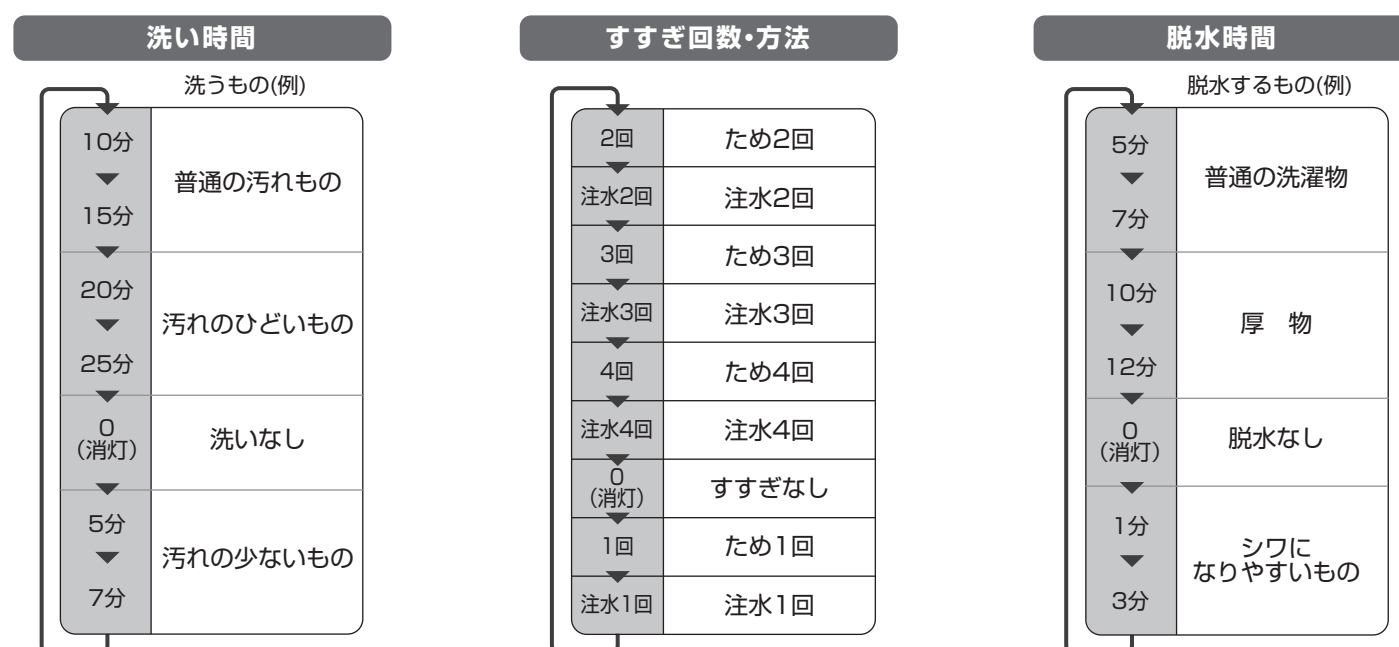 洗い時間
洗うもの(例)
10分
15分
普通の汚れもの
20分
25分
汚れのひどいもの
0
(消灯)
洗いなし
5分
7分
汚れの少ないもの
すすぎ回数・方法
2回
ため2回
注水2回
注水2回
3回
ため3回
注水3回
注水3回
4回
ため4回
注水4回
注水4回
0
(消灯)
すすぎなし
1回
ため1回
注水1回
注水1回
脱水時間
脱水するもの(例)
5分
7分
普通の洗濯物
10分
12分
厚 物
0
(消灯)
脱水なし
1分
3分
シワに
なりやすいもの